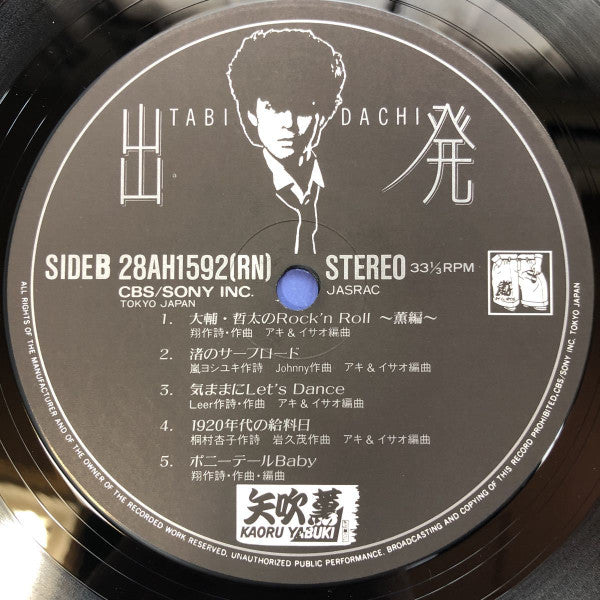 出 TABI DACHI 発
SIDE B 28AH1592(RN) STEREO 33⅓RPM
CBS/SONY INC. JASRAC
TOKYO JAPAN
1. 大輔・哲太のRock'n Roll 〜薫編〜
翔作詩・作曲 アキ&イサオ編曲
2. 渚のサーフロード
嵐ヨシユキ作詩 Johnny作曲 アキ&イサオ編曲
3. 気ままにLet's Dance
Leer作詩・作曲 アキ&イサオ編曲
4. 1920年代の給料日
桐村杏子作詩 岩久茂作曲 アキ&イサオ編曲
5. ポニーテールBaby
翔作詩・作曲・編曲
矢吹薫
KAORU YABUKI
ALL RIGHTS OF THE MANUFACTURER AND OF THE OWNER OF THE RECORDED WORK RESERVED. UNAUTHORIZED PUBLIC PERFORMANCE. BROADCASTING AND COPYING OF THIS RECORD PROHIBITED. CBS/SONY INC. TOKYO JAPAN